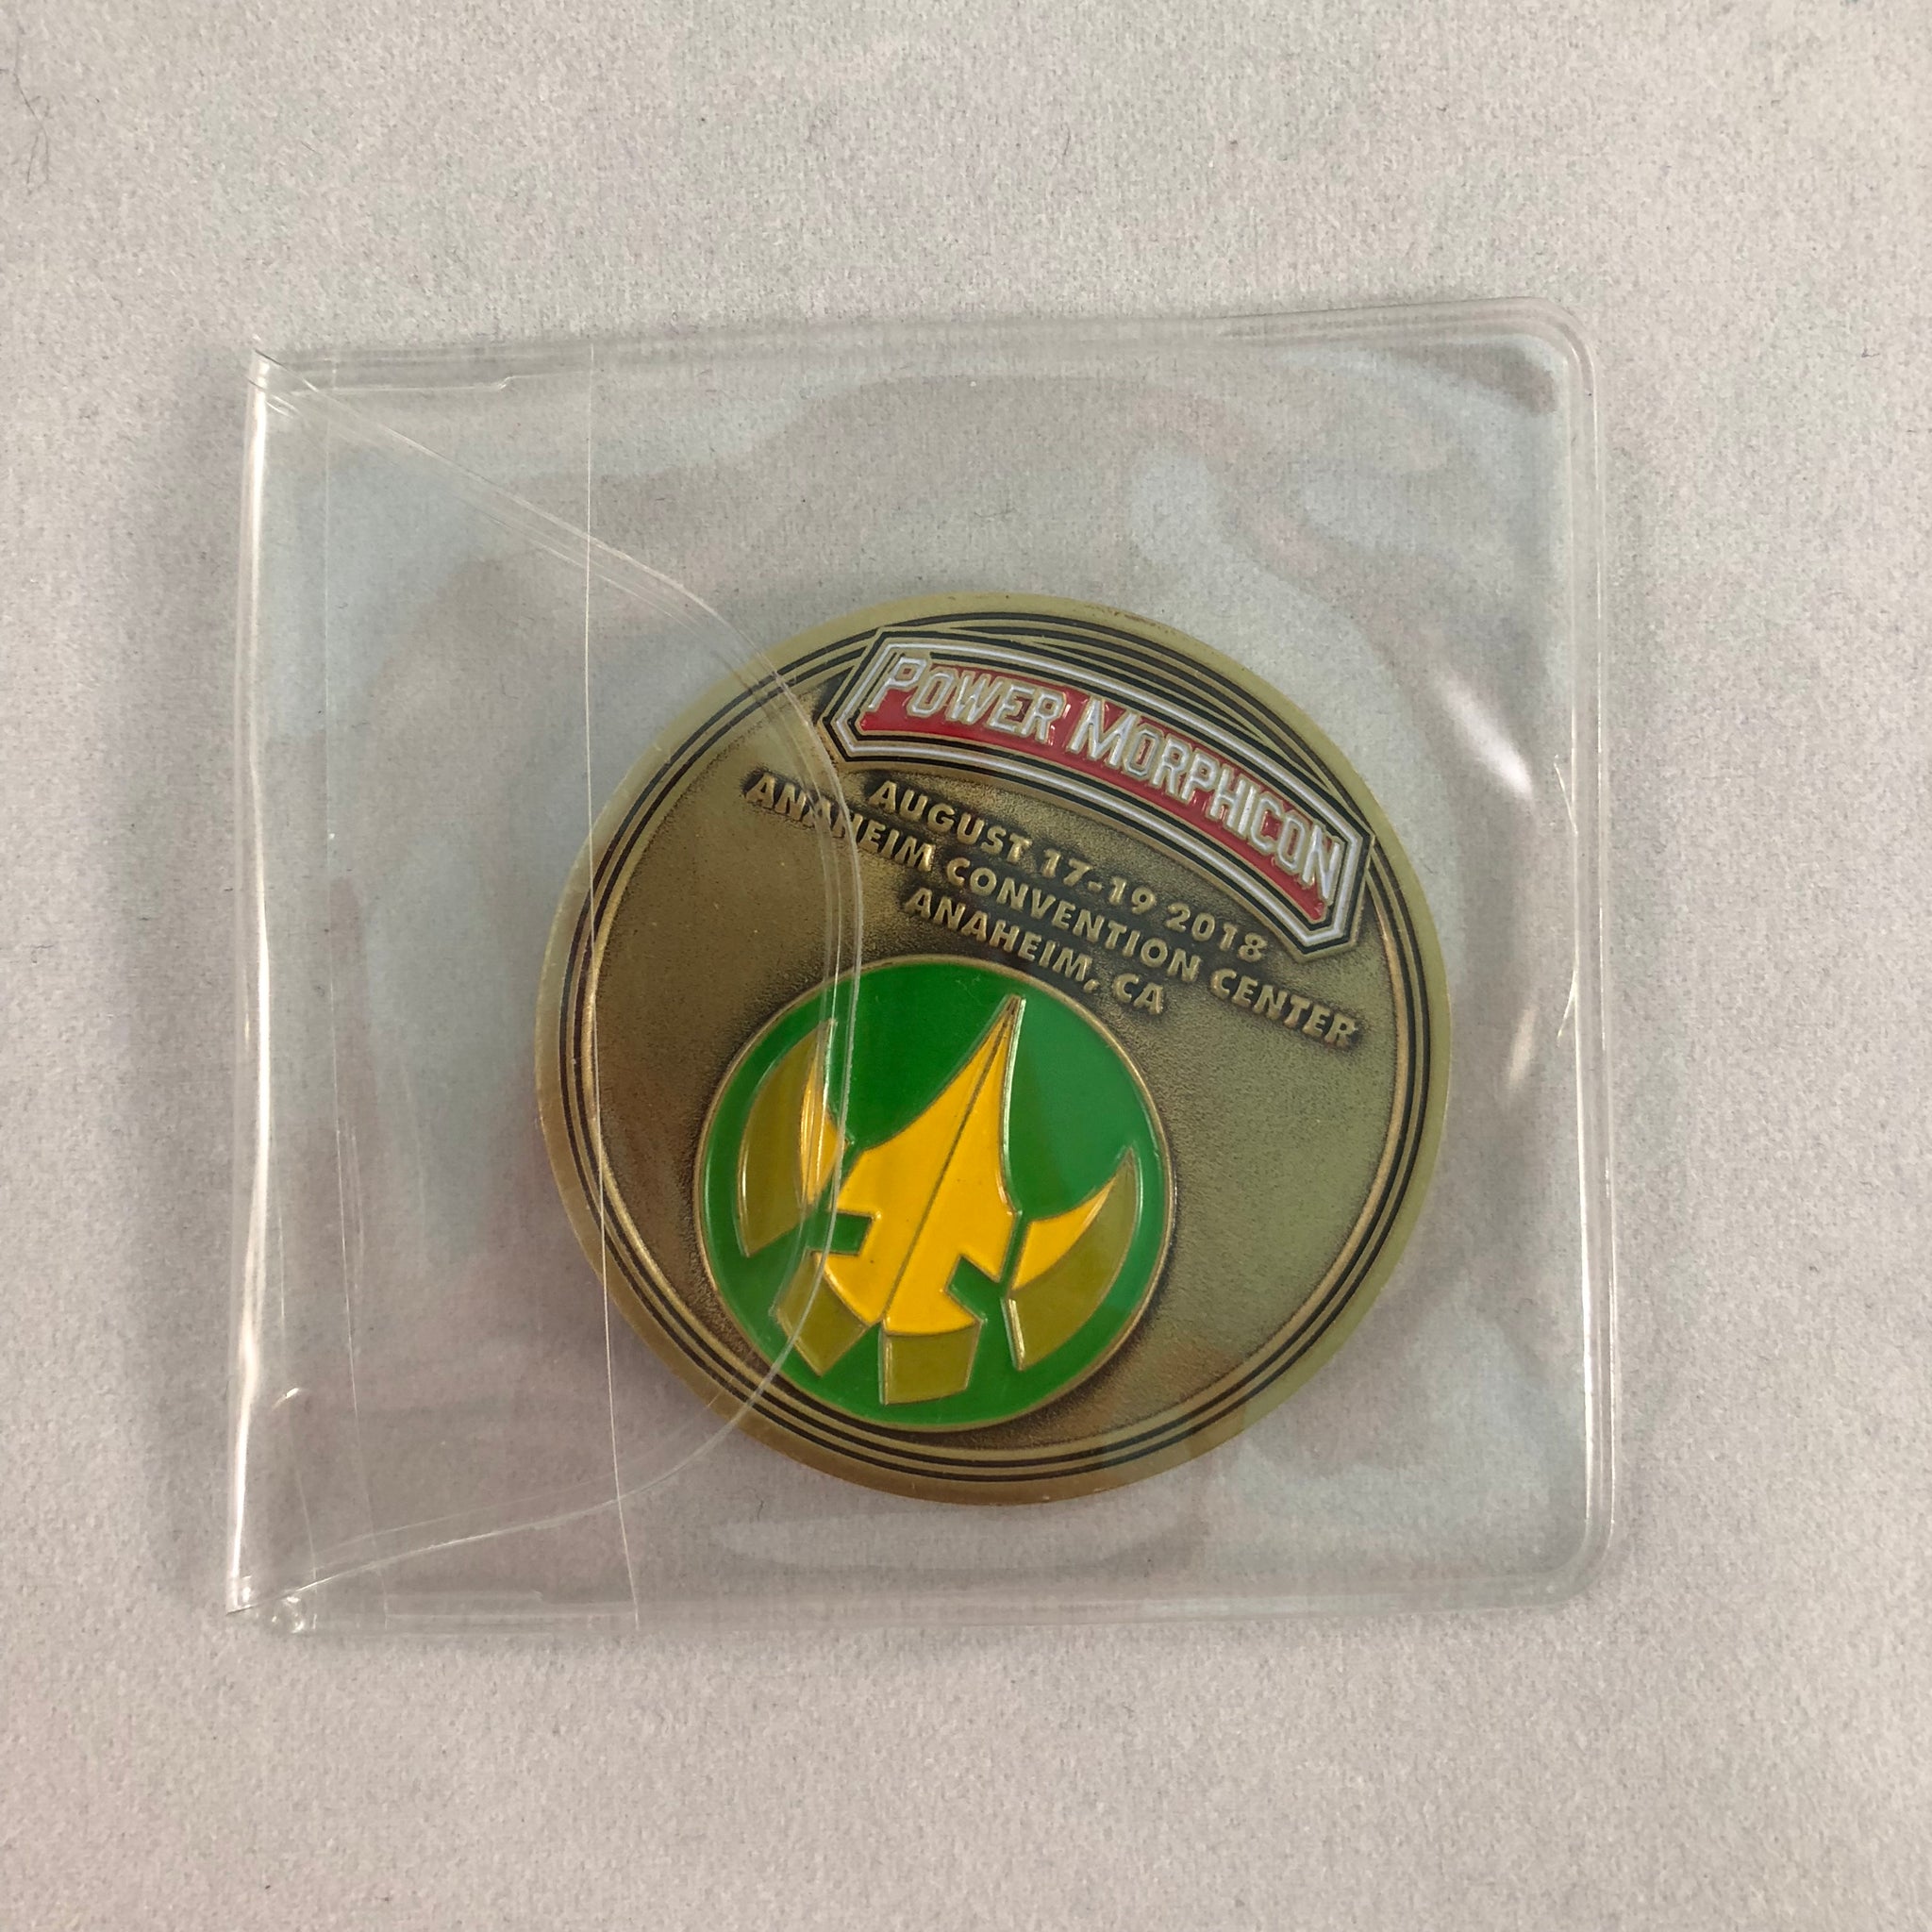 POWER MORPHICON
AUGUST 17-19 2018
ANAHEIM CONVENTION CENTER
ANAHEIM, CA